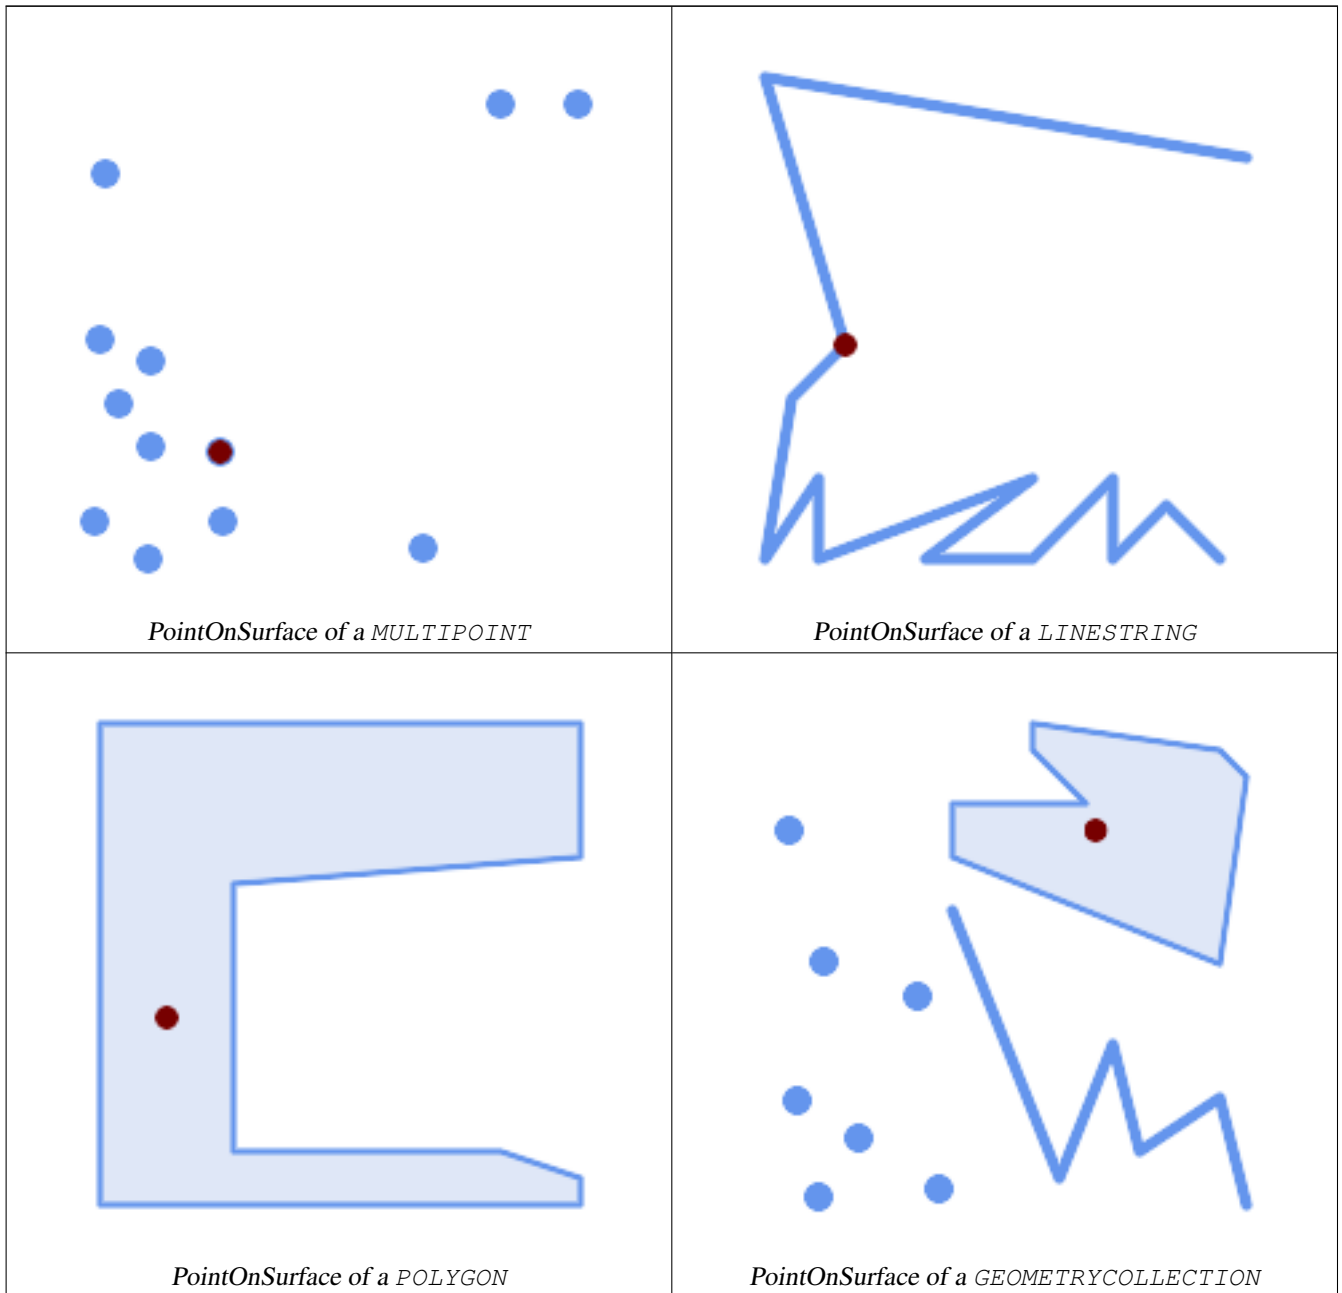 PointOnSurface of a MULTIPOINT
PointOnSurface of a LINESTRING
PointOnSurface of a POLYGON
PointOnSurface of a GEOMETRYCOLLECTION